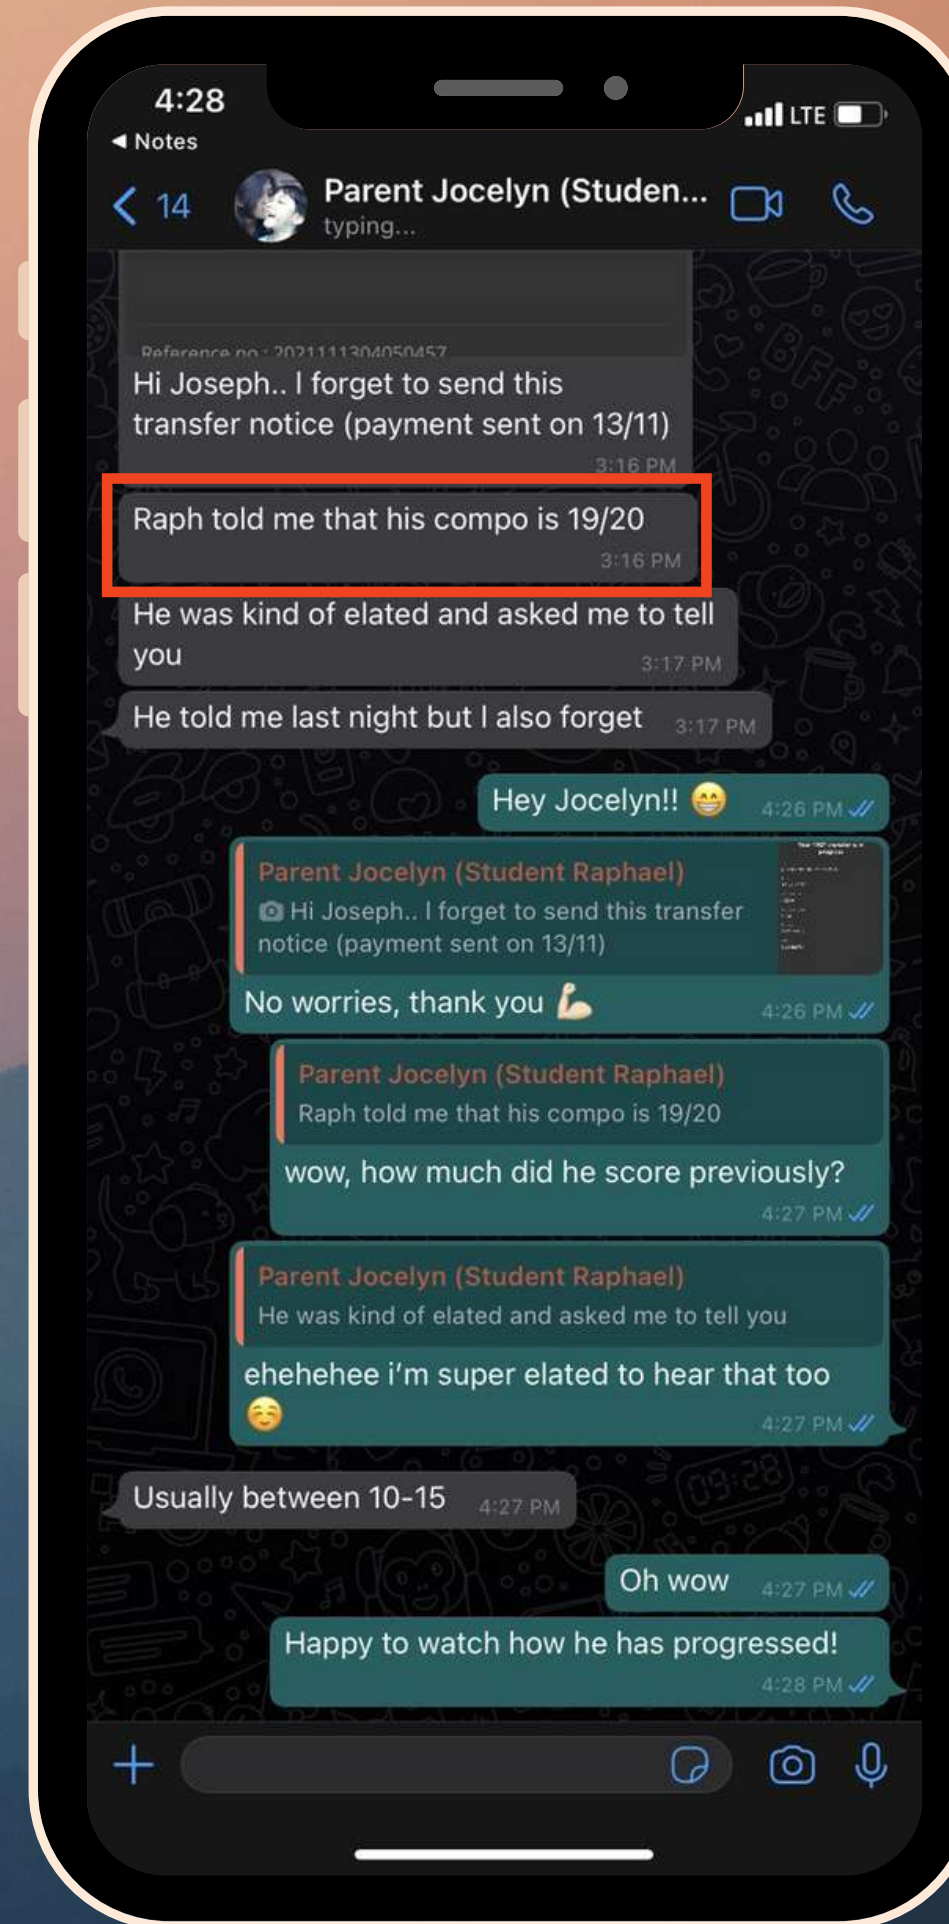 4:28
LTE
◀ Notes
14
Parent Jocelyn (Studen...
typing...
Reference no : 2021111304050457
Hi Joseph.. I forget to send this
transfer notice (payment sent on 13/11)
3:16 PM
Raph told me that his compo is 19/20
3:16 PM
He was kind of elated and asked me to tell
you
3:17 PM
He told me last night but I also forget
3:17 PM
Hey Jocelyn!! 😁
4:26 PM
Parent Jocelyn (Student Raphael)
Hi Joseph.. I forget to send this transfer
notice (payment sent on 13/11)
No worries, thank you 💪🏻
4:26 PM
Parent Jocelyn (Student Raphael)
Raph told me that his compo is 19/20
wow, how much did he score previously?
4:27 PM
Parent Jocelyn (Student Raphael)
He was kind of elated and asked me to tell you
ehehehee i'm super elated to hear that too
☺️
4:27 PM
Usually between 10-15
4:27 PM
Oh wow
4:27 PM
Happy to watch how he has progressed!
4:28 PM